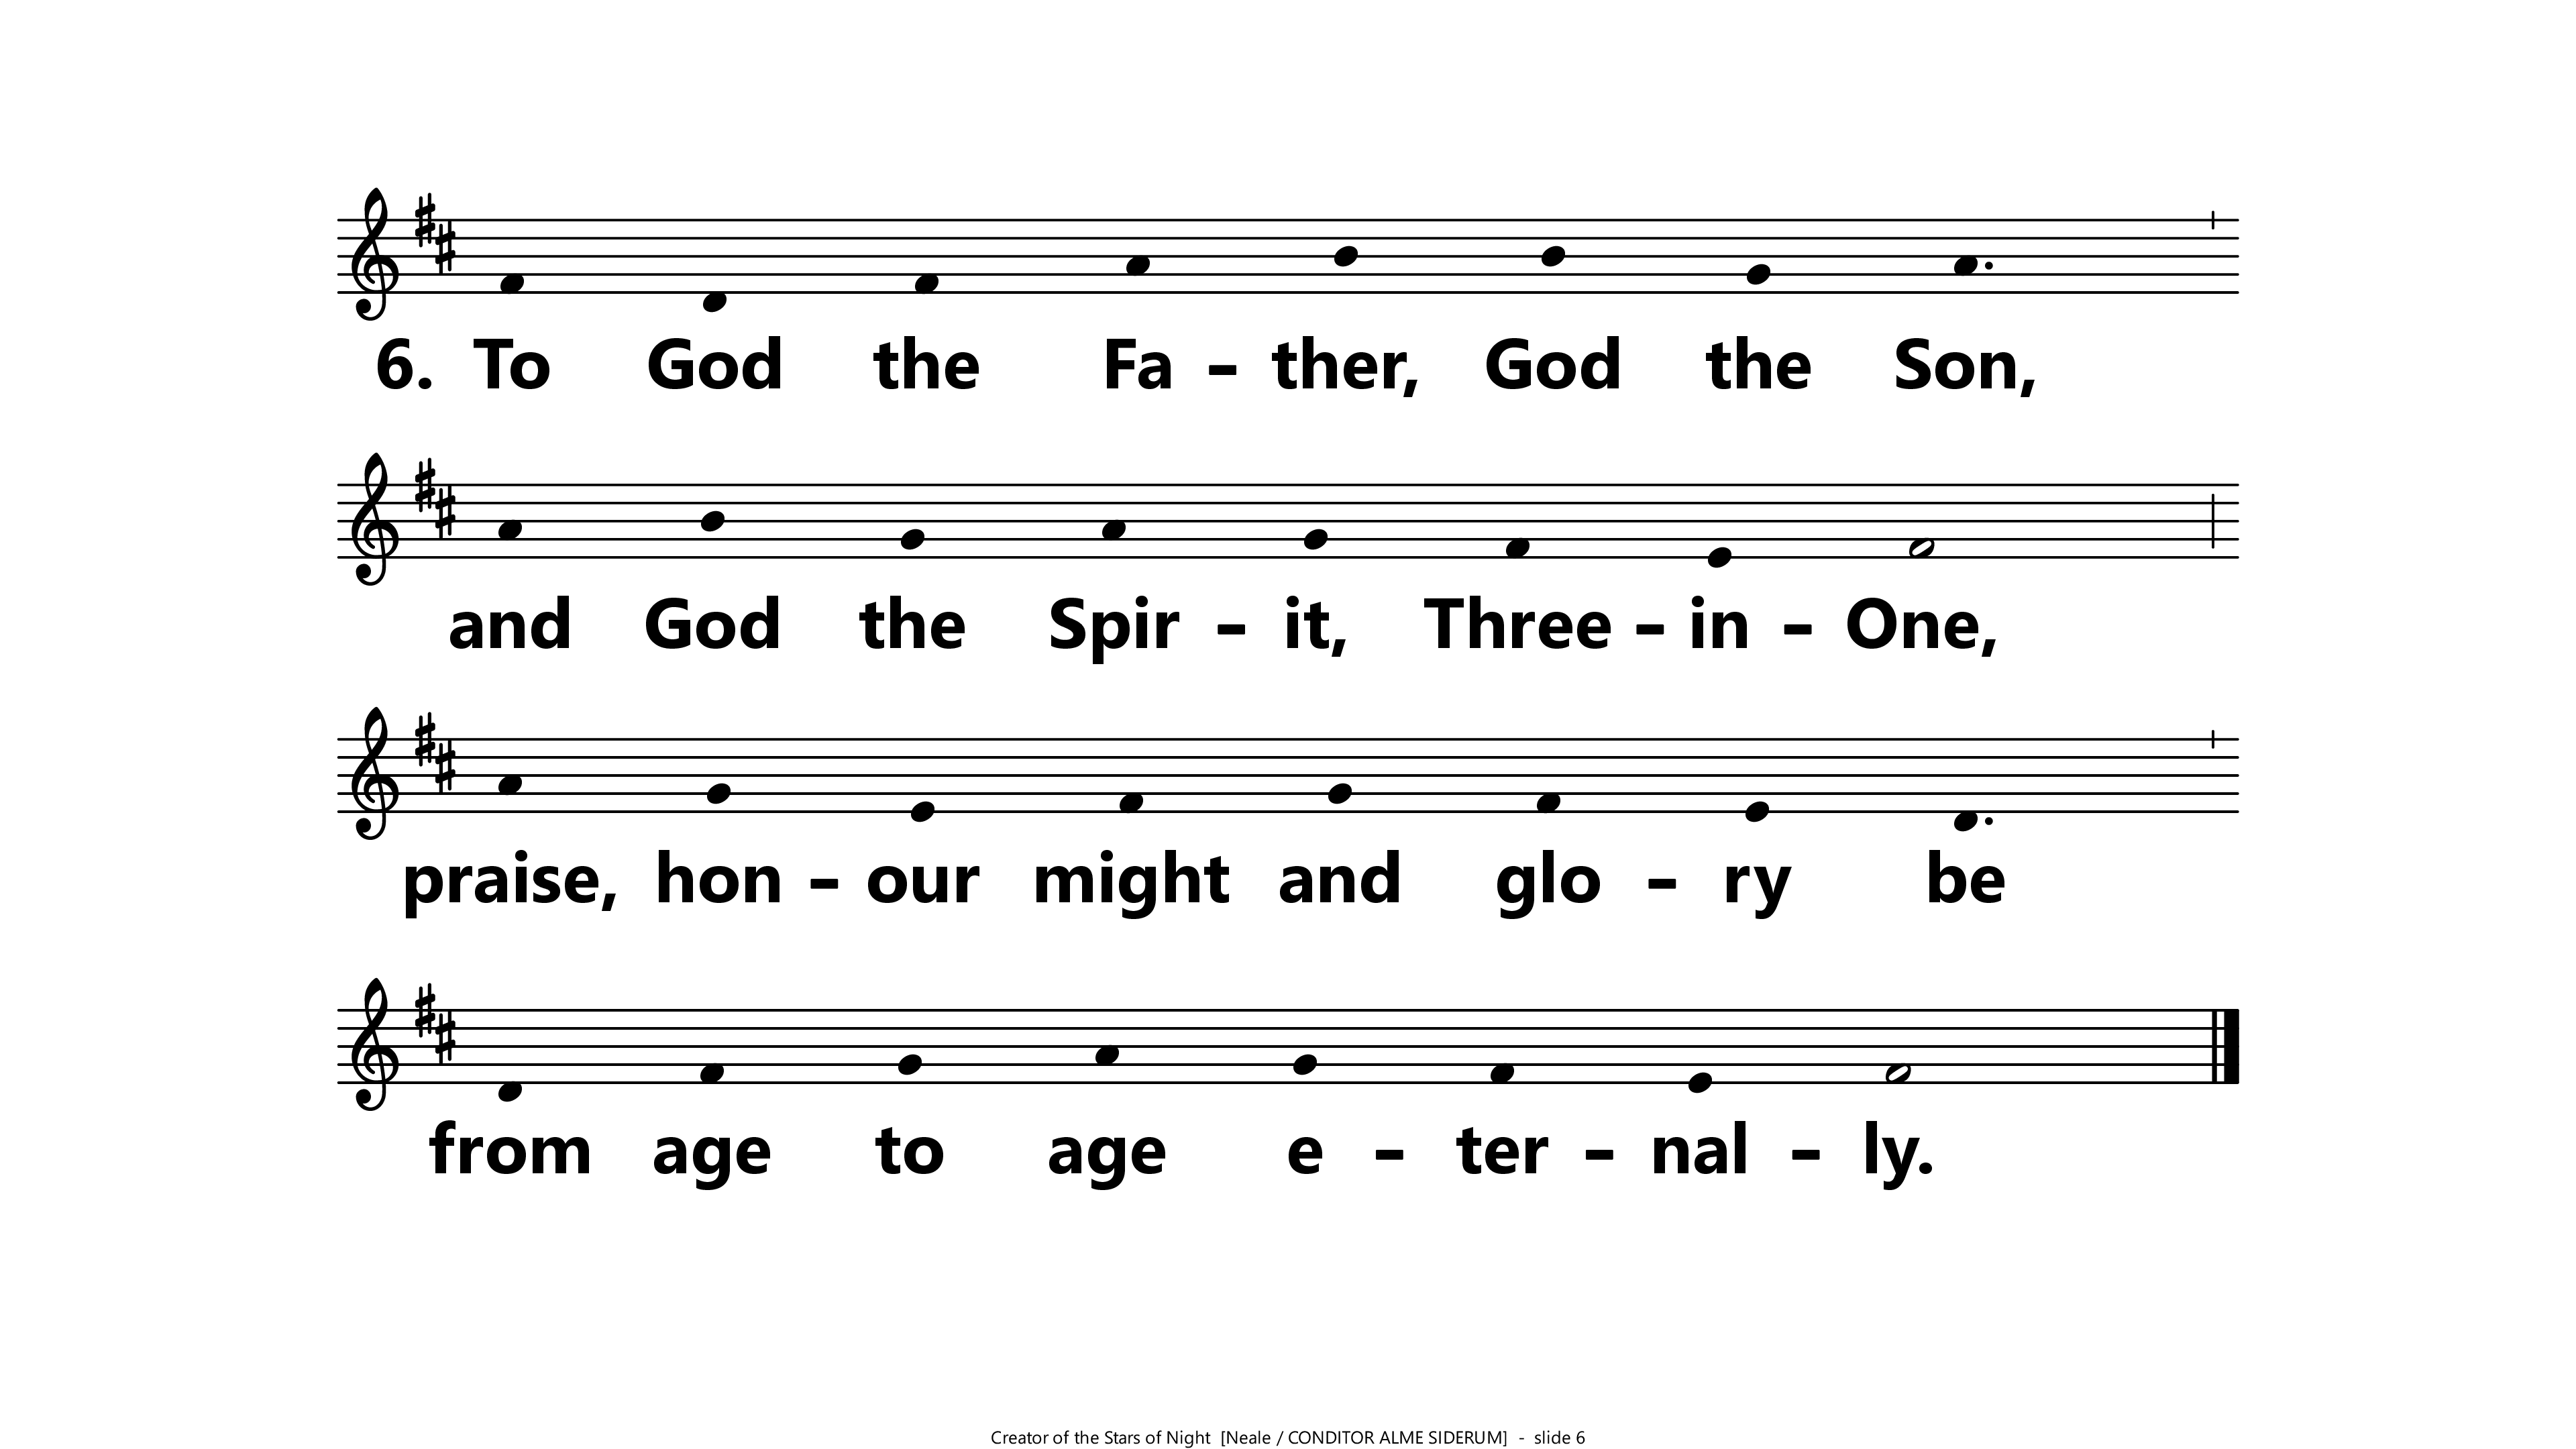 6. To God the Fa - ther, God the Son,
and God the Spir - it, Three - in - One,
praise, hon - our might and glo - ry be
from age to age e - ter - nal - ly.
Creator of the Stars of Night [Neale / CONDITOR ALME SIDERUM] - slide 6